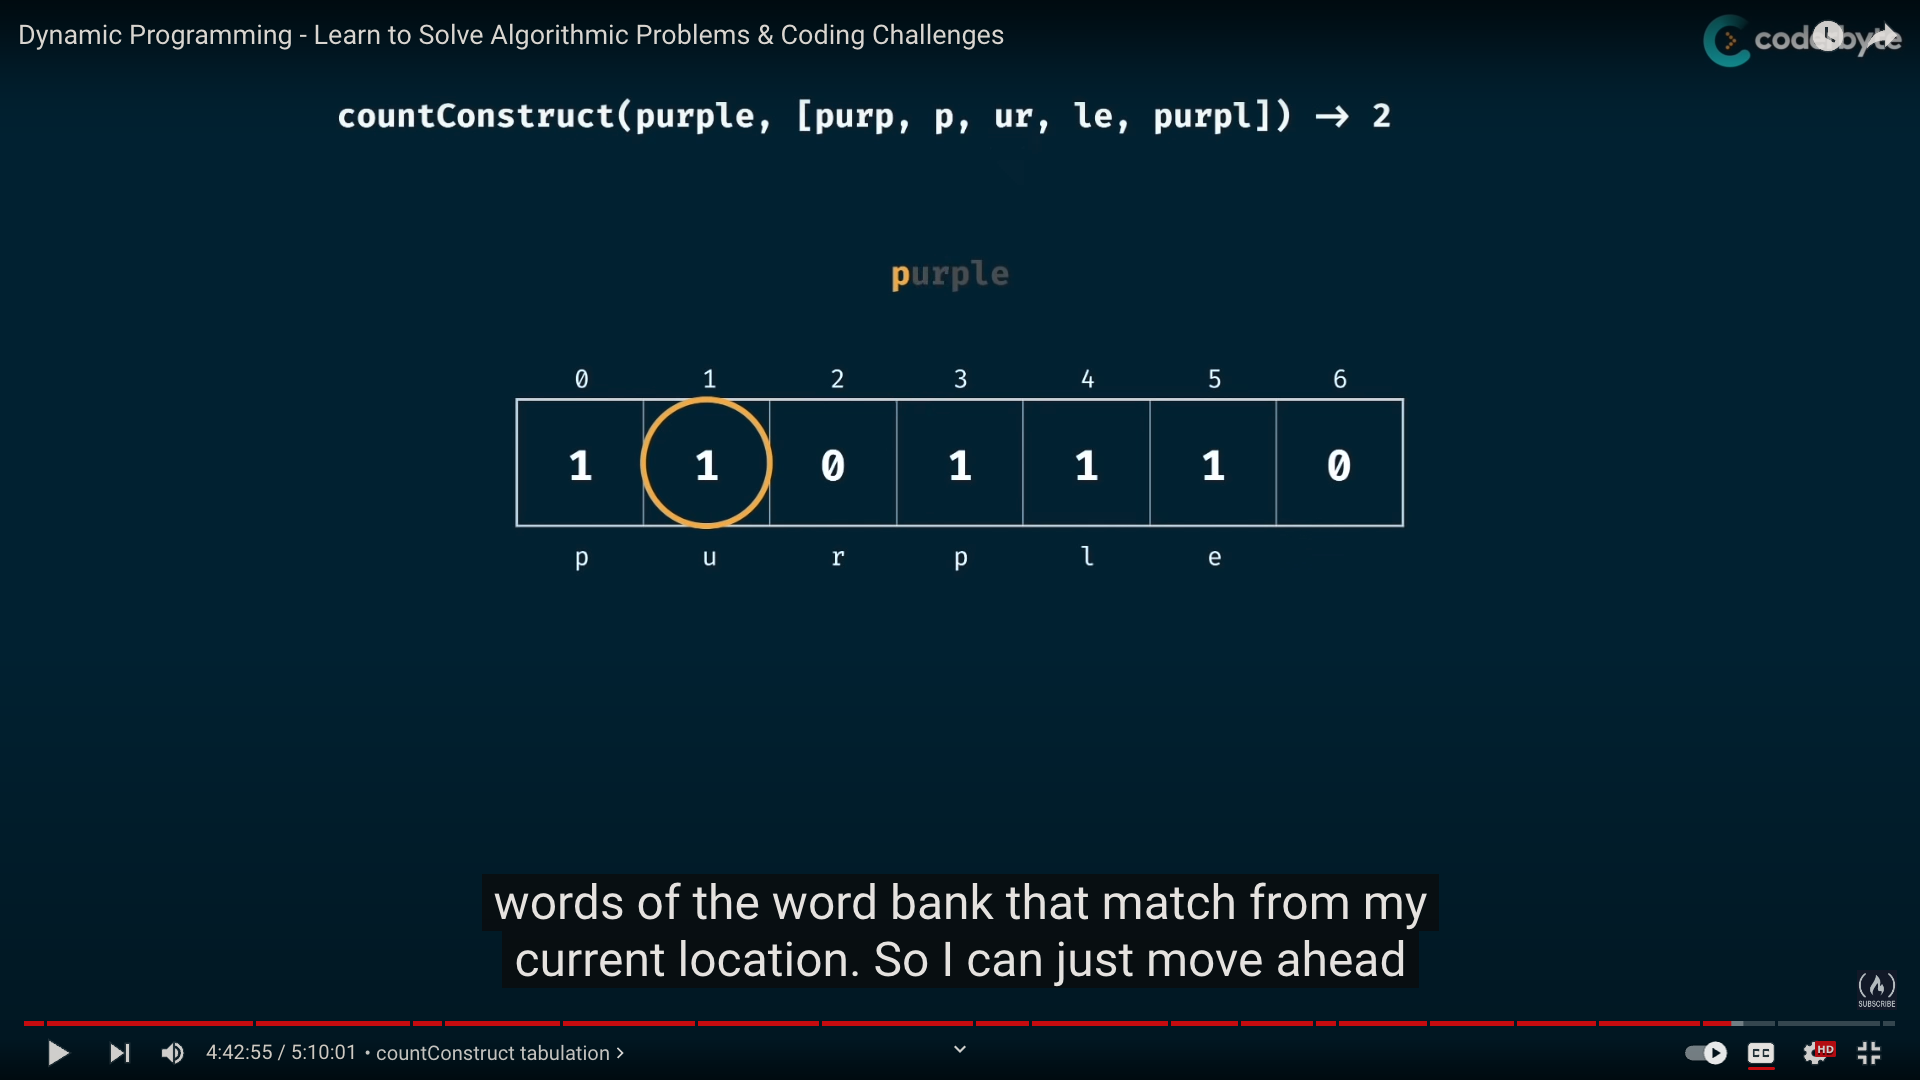 Dynamic Programming - Learn to Solve Algorithmic Problems & Coding Challenges
coderbyte
countConstruct(purple, [purp, p, ur, le, purpl]) → 2
purple
0 1 2 3 4 5 6
1 1 0 1 1 1 0
p u r p l e
words of the word bank that match from my
current location. So I can just move ahead
SUBSCRIBE
4:42:55 / 5:10:01 • countConstruct tabulation >
CC
HD